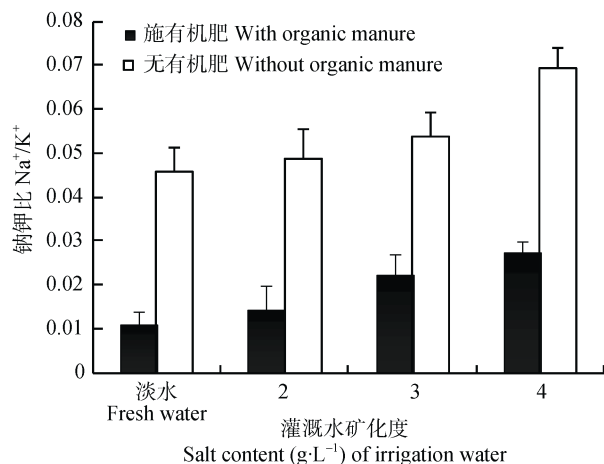 施有机肥 With organic manure
无有机肥 Without organic manure
钠钾比 Na⁺/K⁺
0.08
0.07
0.06
0.05
0.04
0.03
0.02
0.01
0
淡水 2 3 4
Fresh water
灌溉水矿化度
Salt content (g·L⁻¹) of irrigation water